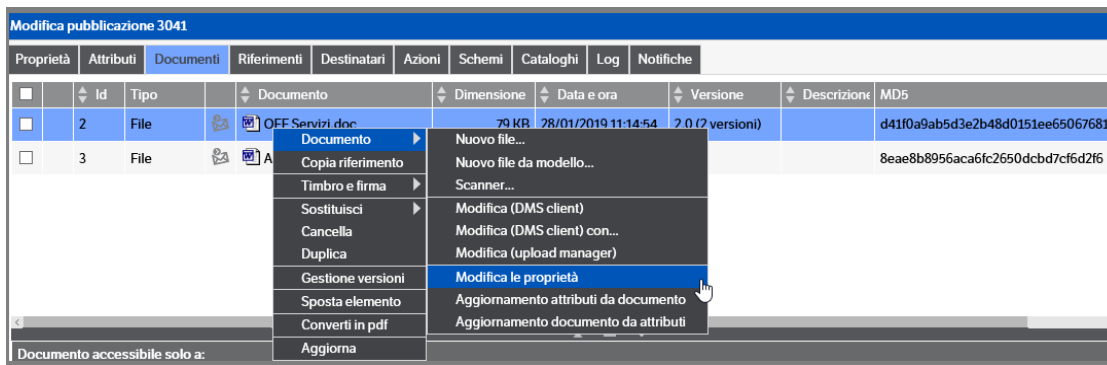 Modifica pubblicazione 3041
Proprietà Attributi Documenti Riferimenti Destinatari Azioni Schemi Cataloghi Log Notifiche
Id Tipo Documento Dimensione Data e ora Versione Descrizione MD5
2 File OFF Servizi.doc 79 KB 28/01/2019 11:14:54 2.0 (2 versioni) d41f0a9ab5d3e2b48d0151ee65067681
3 File A 8eae8b8956aca6fc2650dcbd7cf6d2f6
Documento
Copia riferimento
Timbro e firma
Sostituisci
Cancella
Duplica
Gestione versioni
Sposta elemento
Converti in pdf
Aggiorna
Nuovo file...
Nuovo file da modello...
Scanner...
Modifica (DMS client)
Modifica (DMS client) con...
Modifica (upload manager)
Modifica le proprietà
Aggiornamento attributi da documento
Aggiornamento documento da attributi
Documento accessibile solo a: